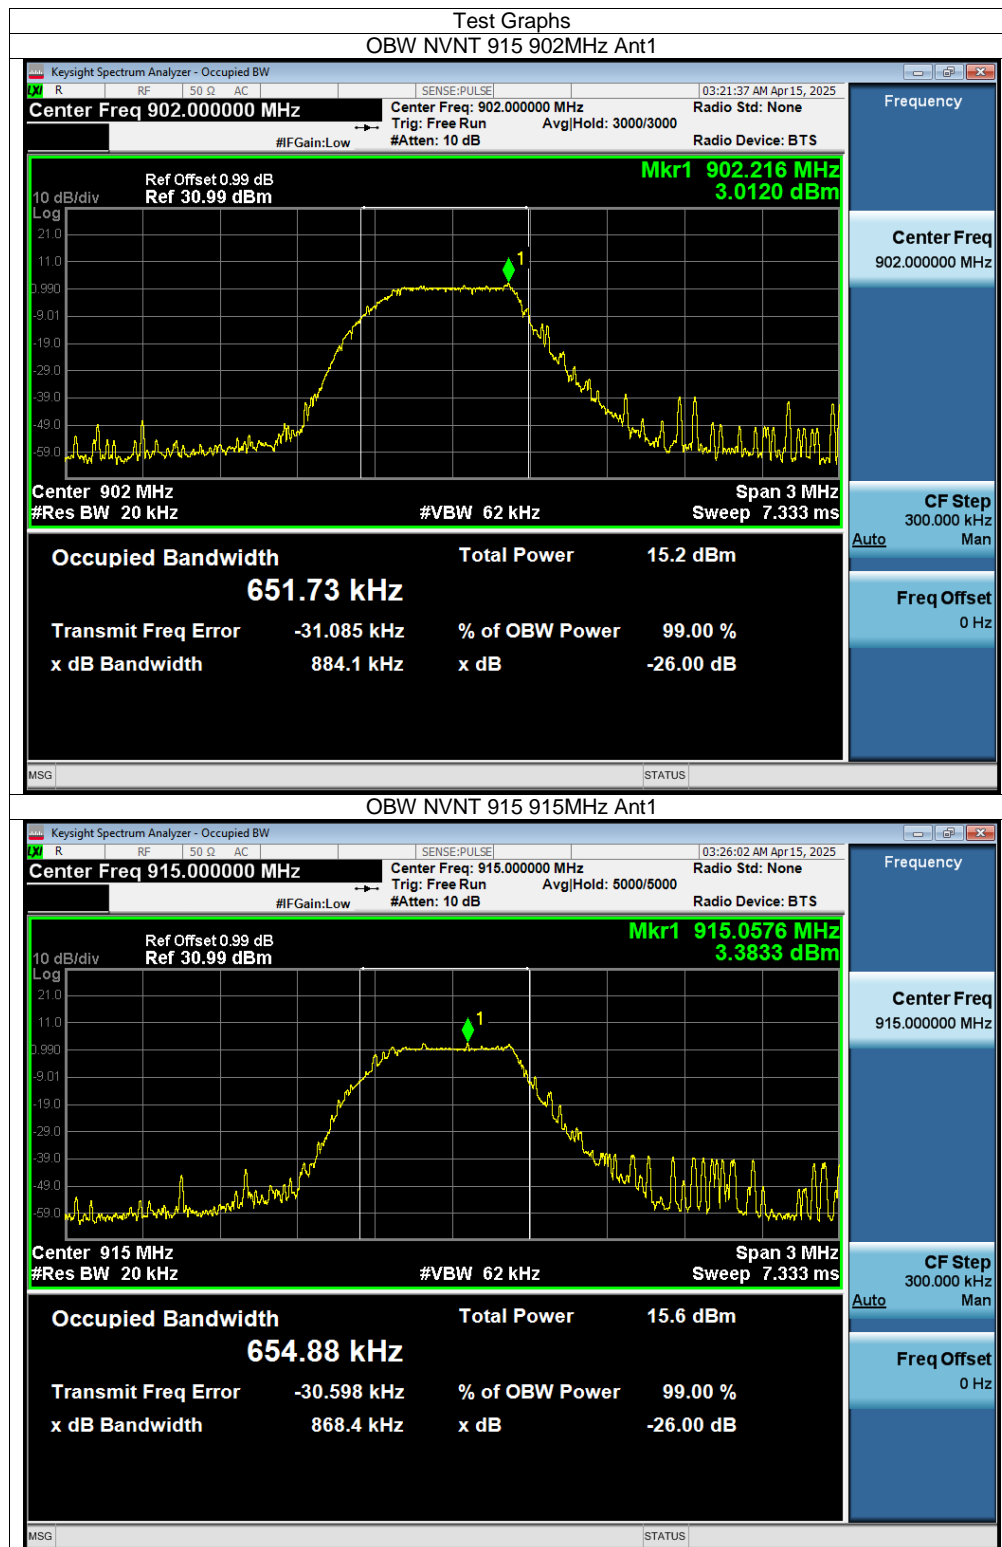 Test Graphs
OBW NVNT 915 902MHz Ant1
Keysight Spectrum Analyzer - Occupied BW
LXI R RF 50 Ω AC SENSE:PULSE 03:21:37 AM Apr 15, 2025
Center Freq 902.000000 MHz Center Freq: 902.000000 MHz Radio Std: None Frequency
Trig: Free Run Avg|Hold: 3000/3000
#IFGain:Low #Atten: 10 dB Radio Device: BTS
Mkr1 902.216 MHz
Ref Offset 0.99 dB 3.0120 dBm
10 dB/div Ref 30.99 dBm
Log
21.0
11.0
0.990
-9.01
-19.0
-29.0
-39.0
-49.0
-59.0
1
Center Freq
902.000000 MHz
Center 902 MHz Span 3 MHz
#Res BW 20 kHz #VBW 62 kHz Sweep 7.333 ms
CF Step
300.000 kHz
Auto Man
Occupied Bandwidth Total Power 15.2 dBm
651.73 kHz
Freq Offset
0 Hz
Transmit Freq Error -31.085 kHz % of OBW Power 99.00 %
x dB Bandwidth 884.1 kHz x dB -26.00 dB
MSG STATUS
OBW NVNT 915 915MHz Ant1
Keysight Spectrum Analyzer - Occupied BW
LXI R RF 50 Ω AC SENSE:PULSE 03:26:02 AM Apr 15, 2025
Center Freq 915.000000 MHz Center Freq: 915.000000 MHz Radio Std: None Frequency
Trig: Free Run Avg|Hold: 5000/5000
#IFGain:Low #Atten: 10 dB Radio Device: BTS
Mkr1 915.0576 MHz
Ref Offset 0.99 dB 3.3833 dBm
10 dB/div Ref 30.99 dBm
Log
21.0
11.0
0.990
-9.01
-19.0
-29.0
-39.0
-49.0
-59.0
1
Center Freq
915.000000 MHz
Center 915 MHz Span 3 MHz
#Res BW 20 kHz #VBW 62 kHz Sweep 7.333 ms
CF Step
300.000 kHz
Auto Man
Occupied Bandwidth Total Power 15.6 dBm
654.88 kHz
Freq Offset
0 Hz
Transmit Freq Error -30.598 kHz % of OBW Power 99.00 %
x dB Bandwidth 868.4 kHz x dB -26.00 dB
MSG STATUS